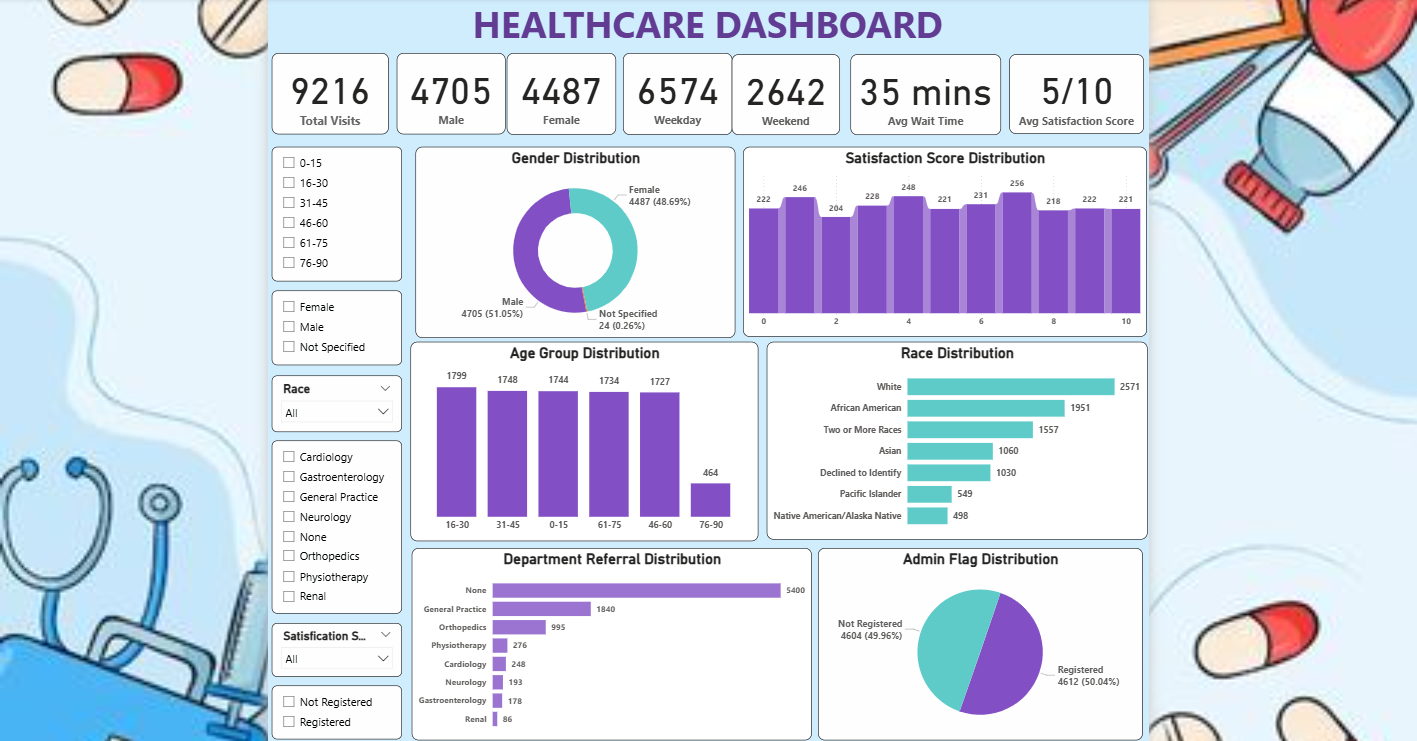 HEALTHCARE DASHBOARD
9216
Total Visits
4705
Male
4487
Female
6574
Weekday
2642
Weekend
35 mins
Avg Wait Time
5/10
Avg Satisfaction Score
0-15
16-30
31-45
46-60
61-75
76-90
Female
Male
Not Specified
Race
All
Cardiology
Gastroenterology
General Practice
Neurology
None
Orthopedics
Physiotherapy
Renal
Satisfication S...
All
Not Registered
Registered
Gender Distribution
Female
4487 (48.69%)
Male
4705 (51.05%)
Not Specified
24 (0.26%)
Satisfaction Score Distribution
222 246 204 228 248 221 231 256 218 222 221
0 2 4 6 8 10
Age Group Distribution
1799 1748 1744 1734 1727 464
16-30 31-45 0-15 61-75 46-60 76-90
Race Distribution
White 2571
African American 1951
Two or More Races 1557
Asian 1060
Declined to Identify 1030
Pacific Islander 549
Native American/Alaska Native 498
Department Referral Distribution
None 5400
General Practice 1840
Orthopedics 995
Physiotherapy 276
Cardiology 248
Neurology 193
Gastroenterology 178
Renal 86
Admin Flag Distribution
Not Registered
4604 (49.96%)
Registered
4612 (50.04%)